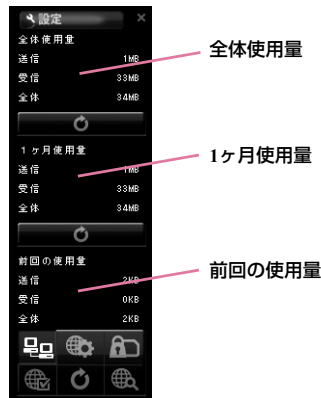 設定
全体使用量
送信 1MB
受信 33MB
全体 34MB
1ヶ月使用量
送信 1MB
受信 33MB
全体 34MB
前回の使用量
送信 2KB
受信 0KB
全体 2KB
全体使用量
1ヶ月使用量
前回の使用量